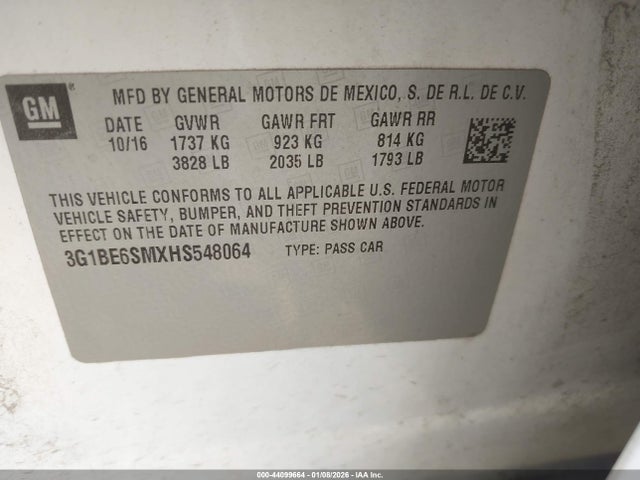 GM
MFD BY GENERAL MOTORS DE MEXICO, S. DE R.L. DE C.V.
DATE GVWR GAWR FRT GAWR RR
10/16 1737 KG 923 KG 814 KG
3828 LB 2035 LB 1793 LB
THIS VEHICLE CONFORMS TO ALL APPLICABLE U.S. FEDERAL MOTOR
VEHICLE SAFETY, BUMPER, AND THEFT PREVENTION STANDARDS IN
EFFECT ON THE DATE OF MANUFACTURE SHOWN ABOVE.
3G1BE6SMXHS548064 TYPE: PASS CAR
000-44099664 | 01/08/2026 | IAA Inc.